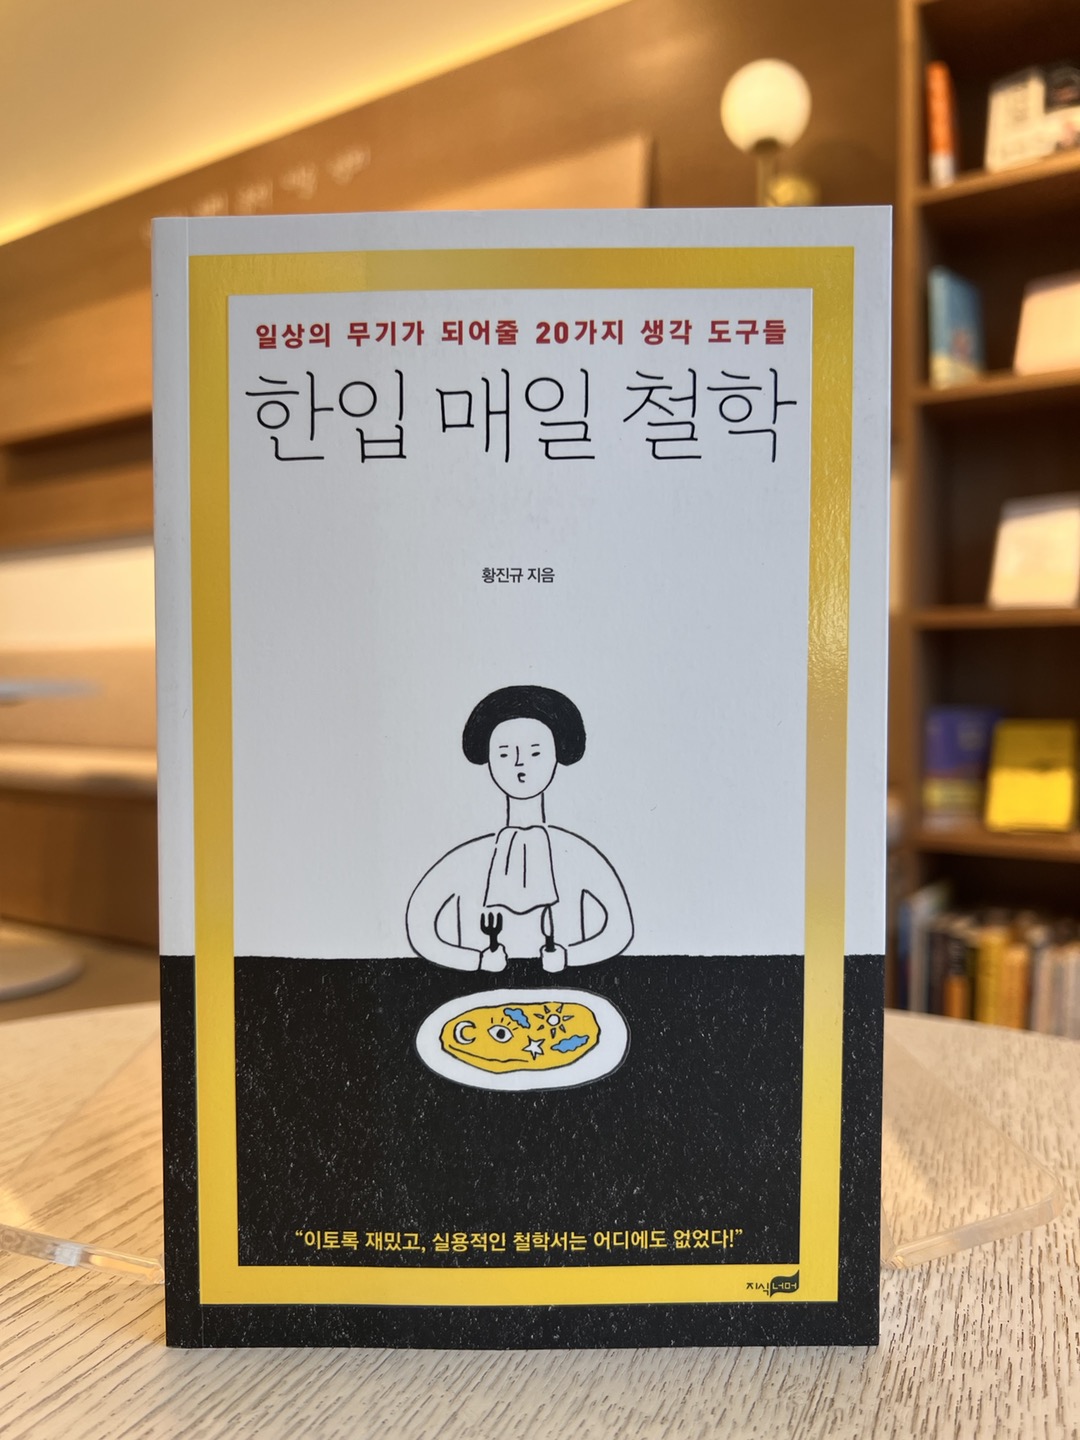 일상의 무기가 되어줄 20가지 생각 도구들
한입 매일 철학
황진규 지음
“이토록 재밌고, 실용적인 철학서는 어디에도 없었다!”
지식너머